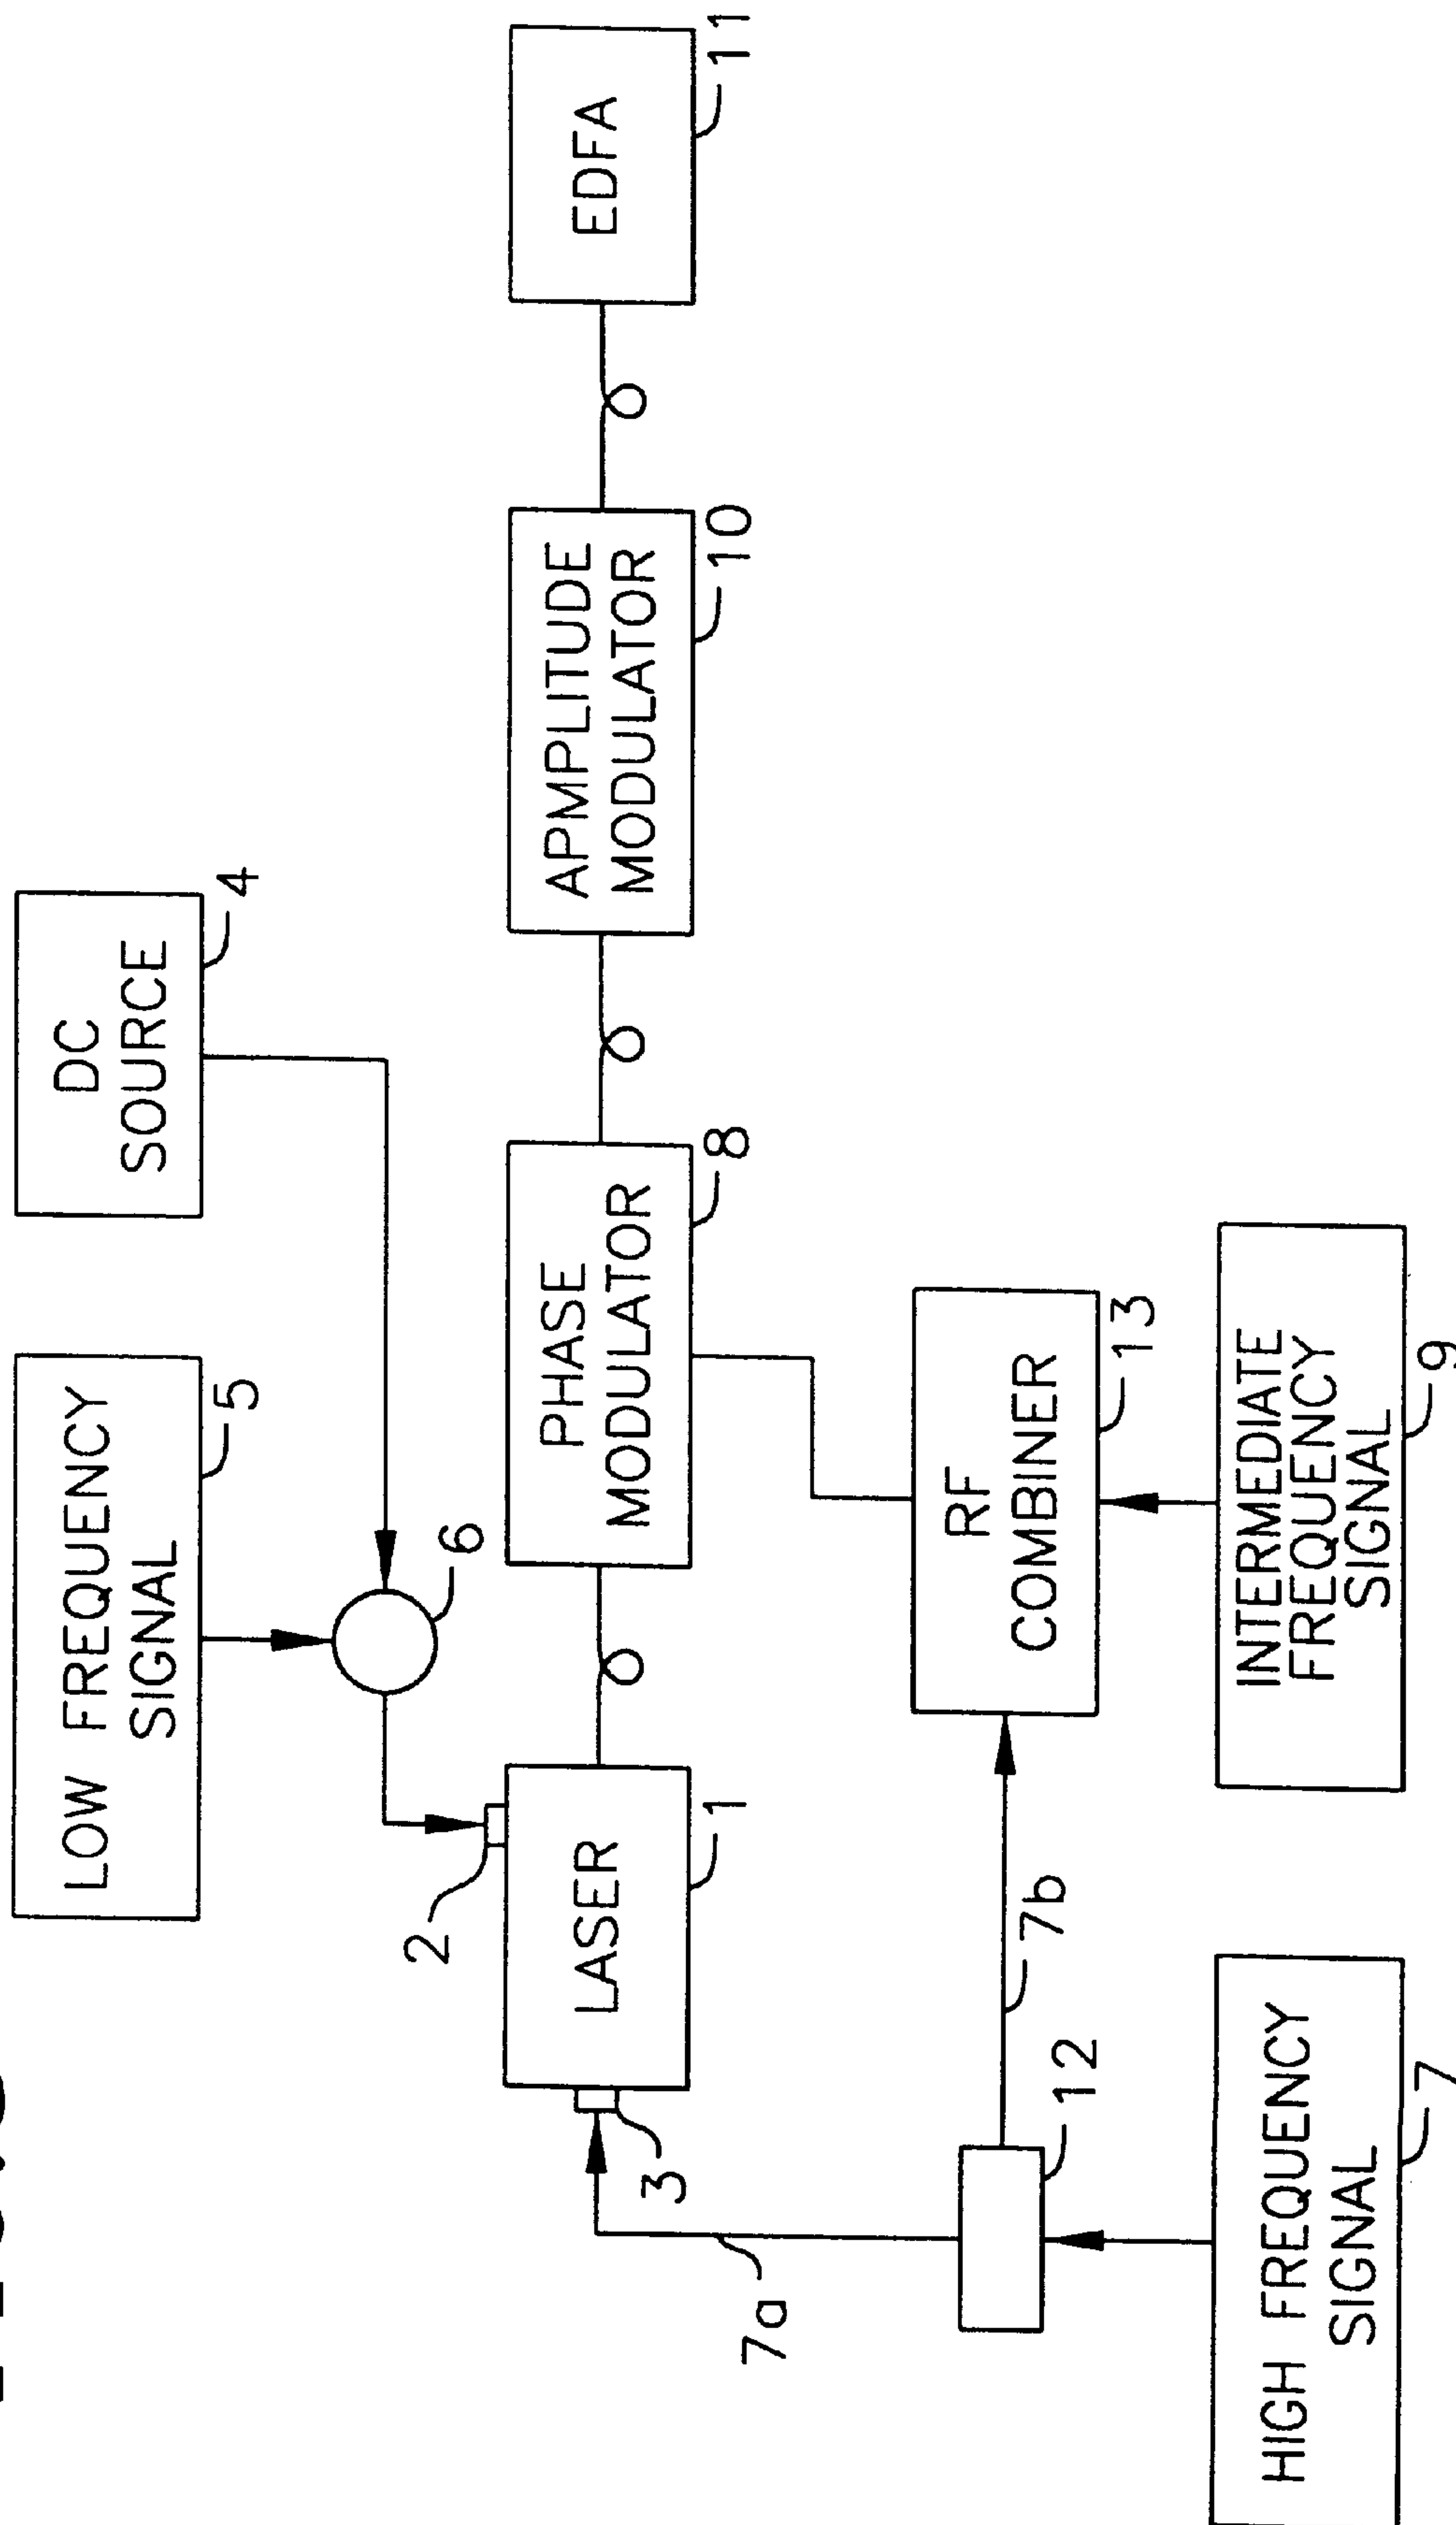 LOW FREQUENCY
SIGNAL
5
DC
SOURCE
4
6
2
3
LASER
1
PHASE
MODULATOR
8
APMPLITUDE
MODULATOR
10
EDFA
11
7a
12
7b
RF
COMBINER
13
HIGH FREQUENCY
SIGNAL
7
INTERMEDIATE
FREQUENCY
SIGNAL
9